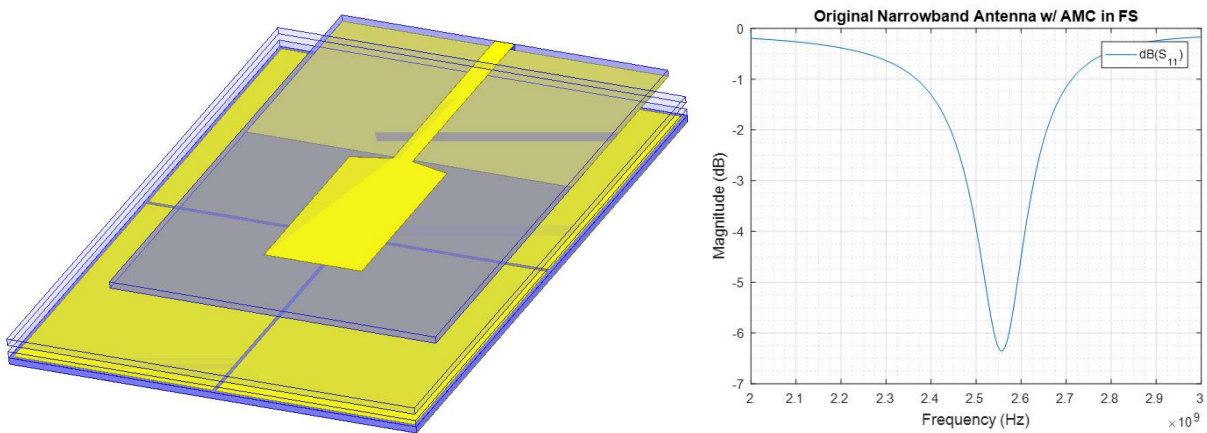 Original Narrowband Antenna w/ AMC in FS
dB(S11)
Magnitude (dB)
0
-1
-2
-3
-4
-5
-6
-7
2 2.1 2.2 2.3 2.4 2.5 2.6 2.7 2.8 2.9 3
Frequency (Hz)
×10^9